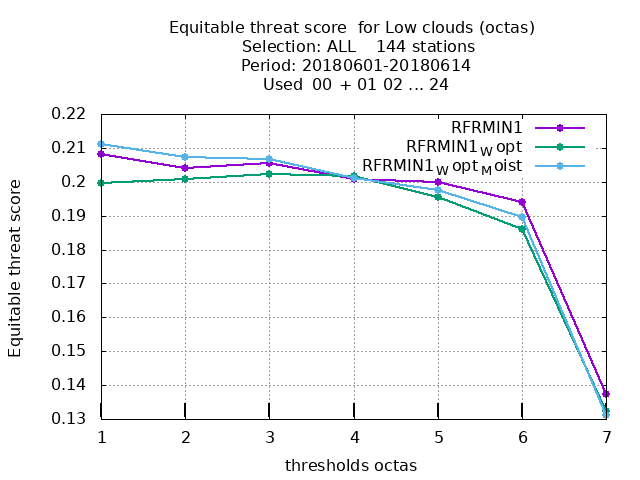 Equitable threat score  for Low clouds (octas)
Selection: ALL    144 stations
Period: 20180601-20180614
Used  00 + 01 02 ... 24
RFRMIN1
RFRMIN1_W opt
RFRMIN1_W opt_M oist
Equitable threat score
0.22
0.21
0.2
0.19
0.18
0.17
0.16
0.15
0.14
0.13
1 2 3 4 5 6 7
thresholds octas